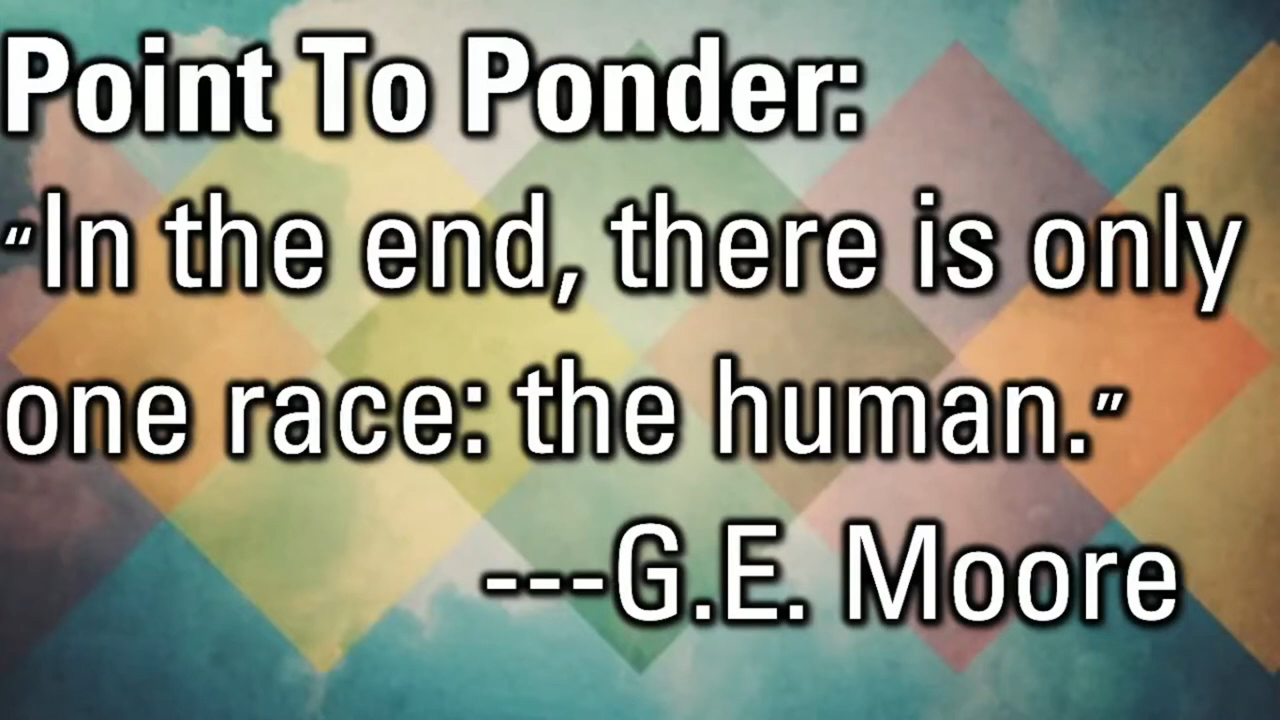 Point To Ponder:
“In the end, there is only
one race: the human.”
---G.E. Moore